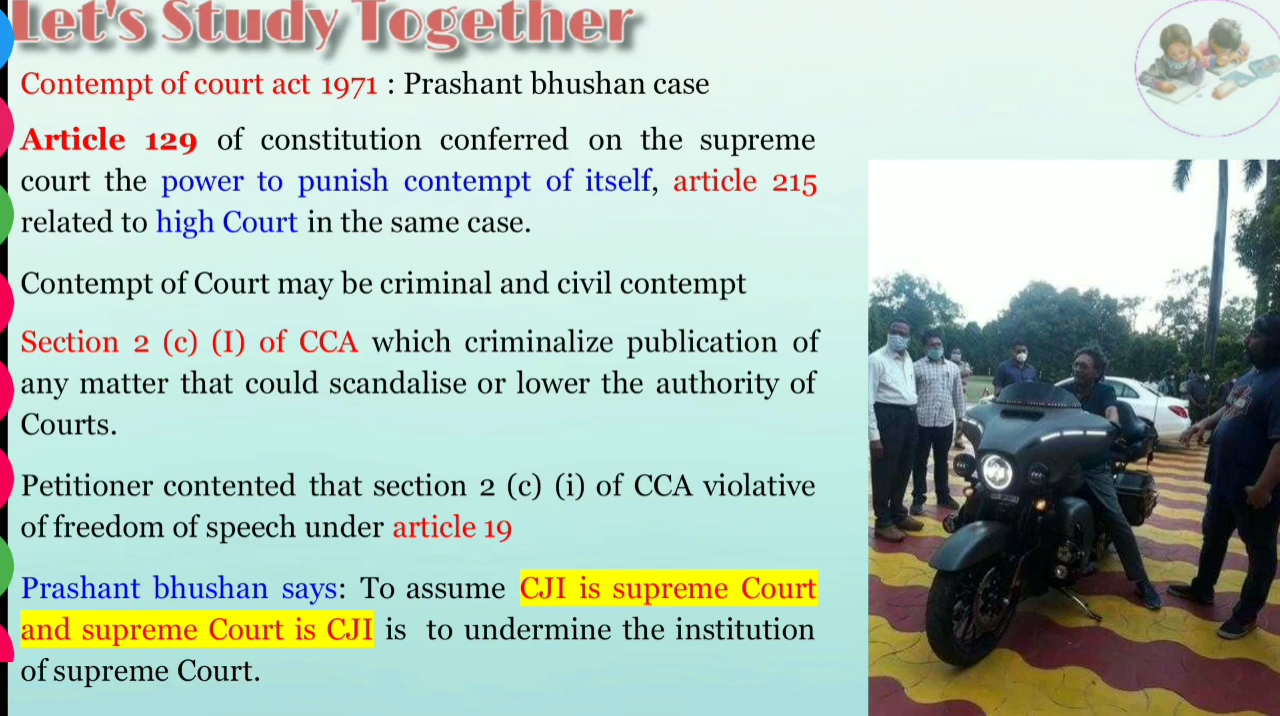 Let's Study Together
Contempt of court act 1971 : Prashant bhushan case
Article 129 of constitution conferred on the supreme
court the power to punish contempt of itself, article 215
related to high Court in the same case.
Contempt of Court may be criminal and civil contempt
Section 2 (c) (I) of CCA which criminalize publication of
any matter that could scandalise or lower the authority of
Courts.
Petitioner contented that section 2 (c) (i) of CCA violative
of freedom of speech under article 19
Prashant bhushan says: To assume CJI is supreme Court
and supreme Court is CJI is to undermine the institution
of supreme Court.